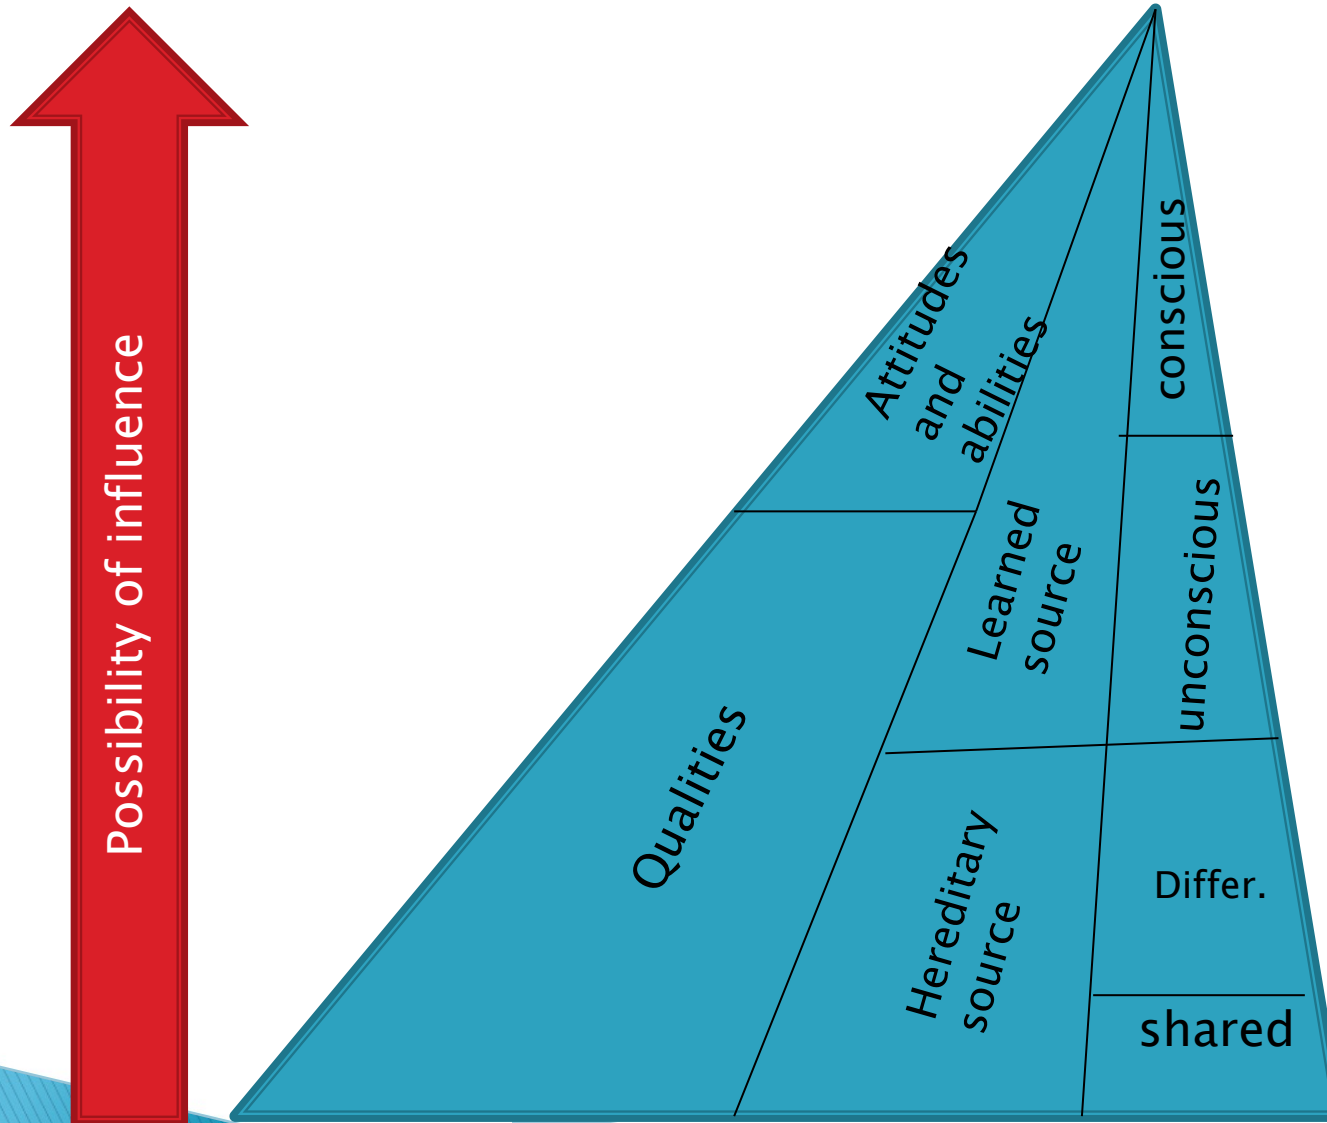 Possibility of influence
Attitudes
and
abilities
Qualities
Learned
source
Hereditary
source
conscious
unconscious
Differ.
shared